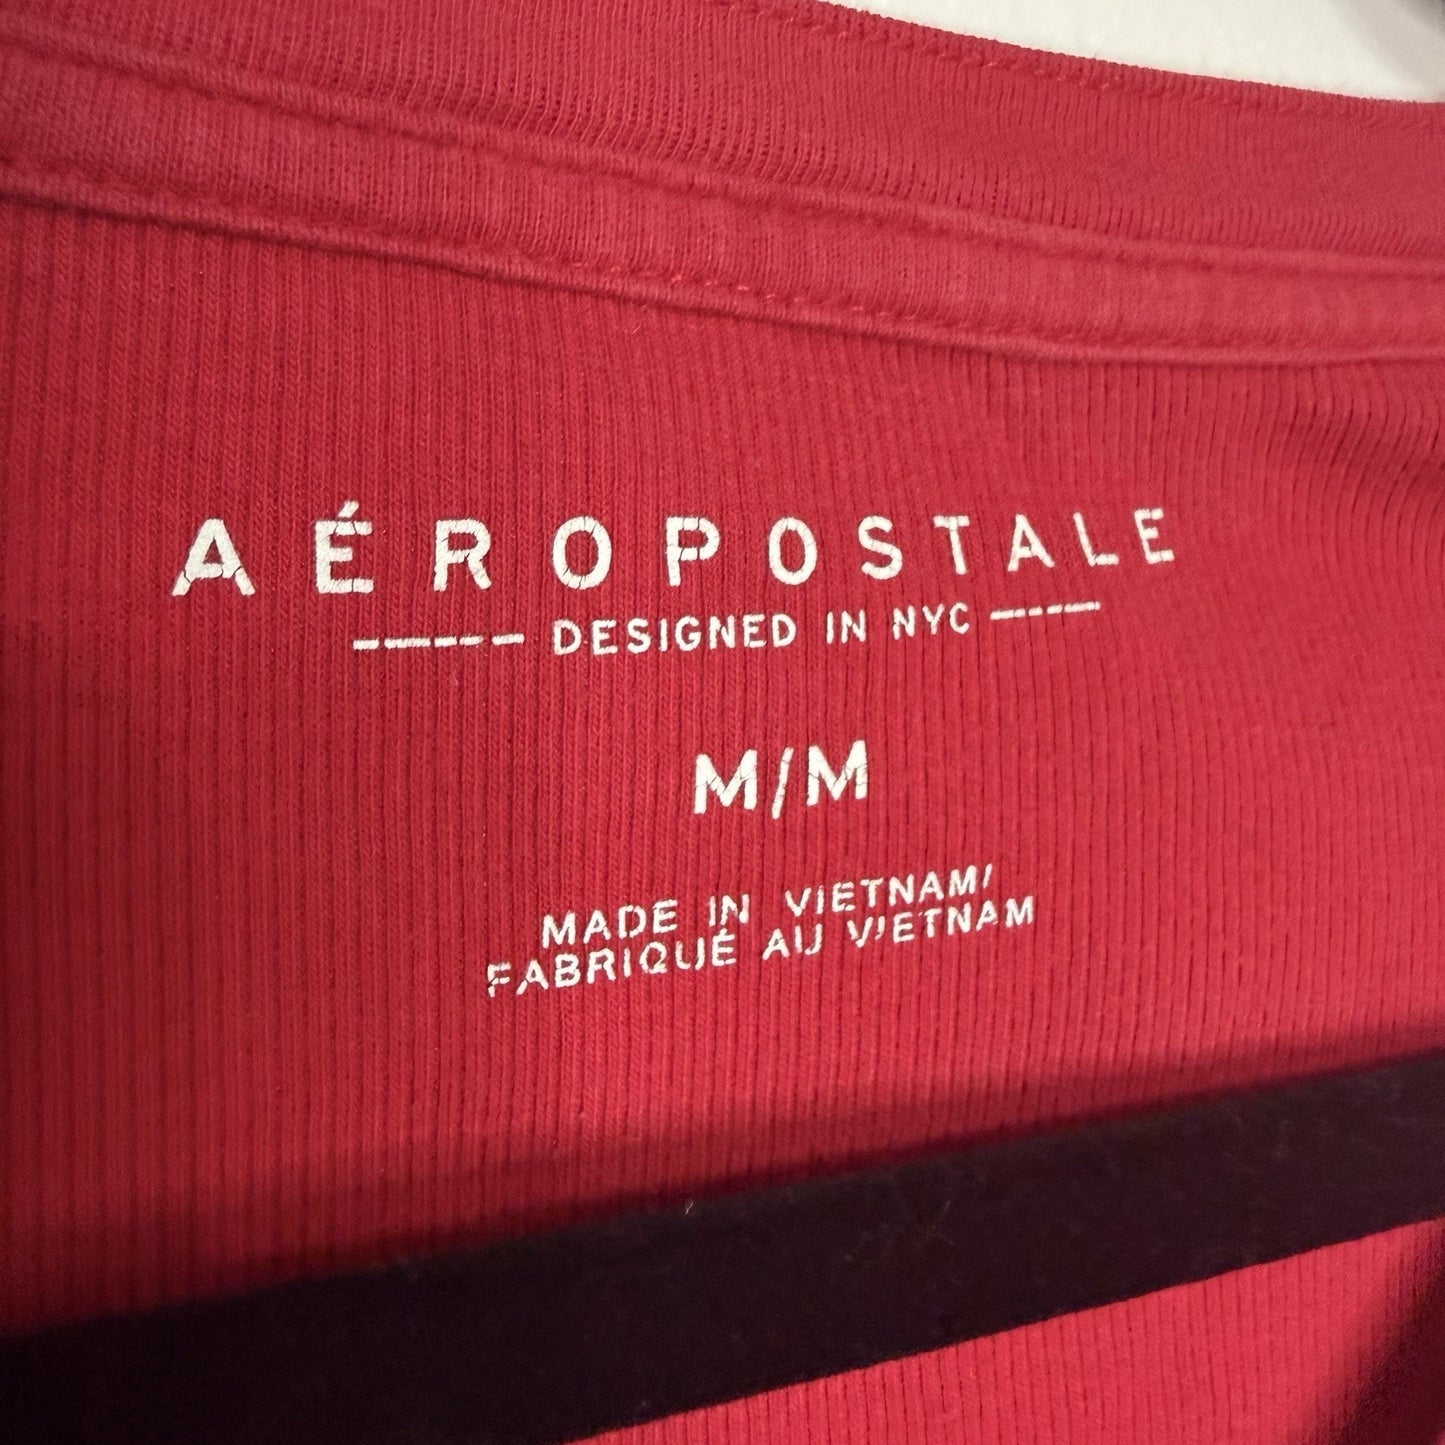 AÉROPOSTALE
DESIGNED IN NYC
M/M
MADE IN VIETNAM/
FABRIQUÉ AU VIETNAM